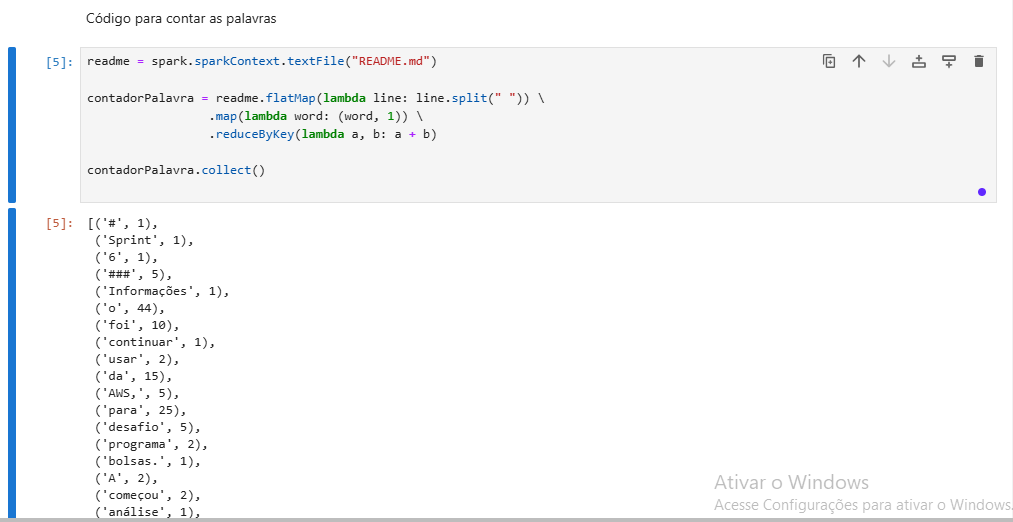 Código para contar as palavras
[5]:
readme = spark.sparkContext.textFile("README.md")
contadorPalavra = readme.flatMap(lambda line: line.split(" ")) \
.map(lambda word: (word, 1)) \
.reduceByKey(lambda a, b: a + b)
contadorPalavra.collect()
[5]:
[('#', 1),
('Sprint', 1),
('6', 1),
('###', 5),
('Informações', 1),
('o', 44),
('foi', 10),
('continuar', 1),
('usar', 2),
('da', 15),
('AWS,', 5),
('para', 25),
('desafio', 5),
('programa', 2),
('bolsas.', 1),
('A', 2),
('começou', 2),
('análise', 1),
Ativar o Windows
Acesse Configurações para ativar o Windows.